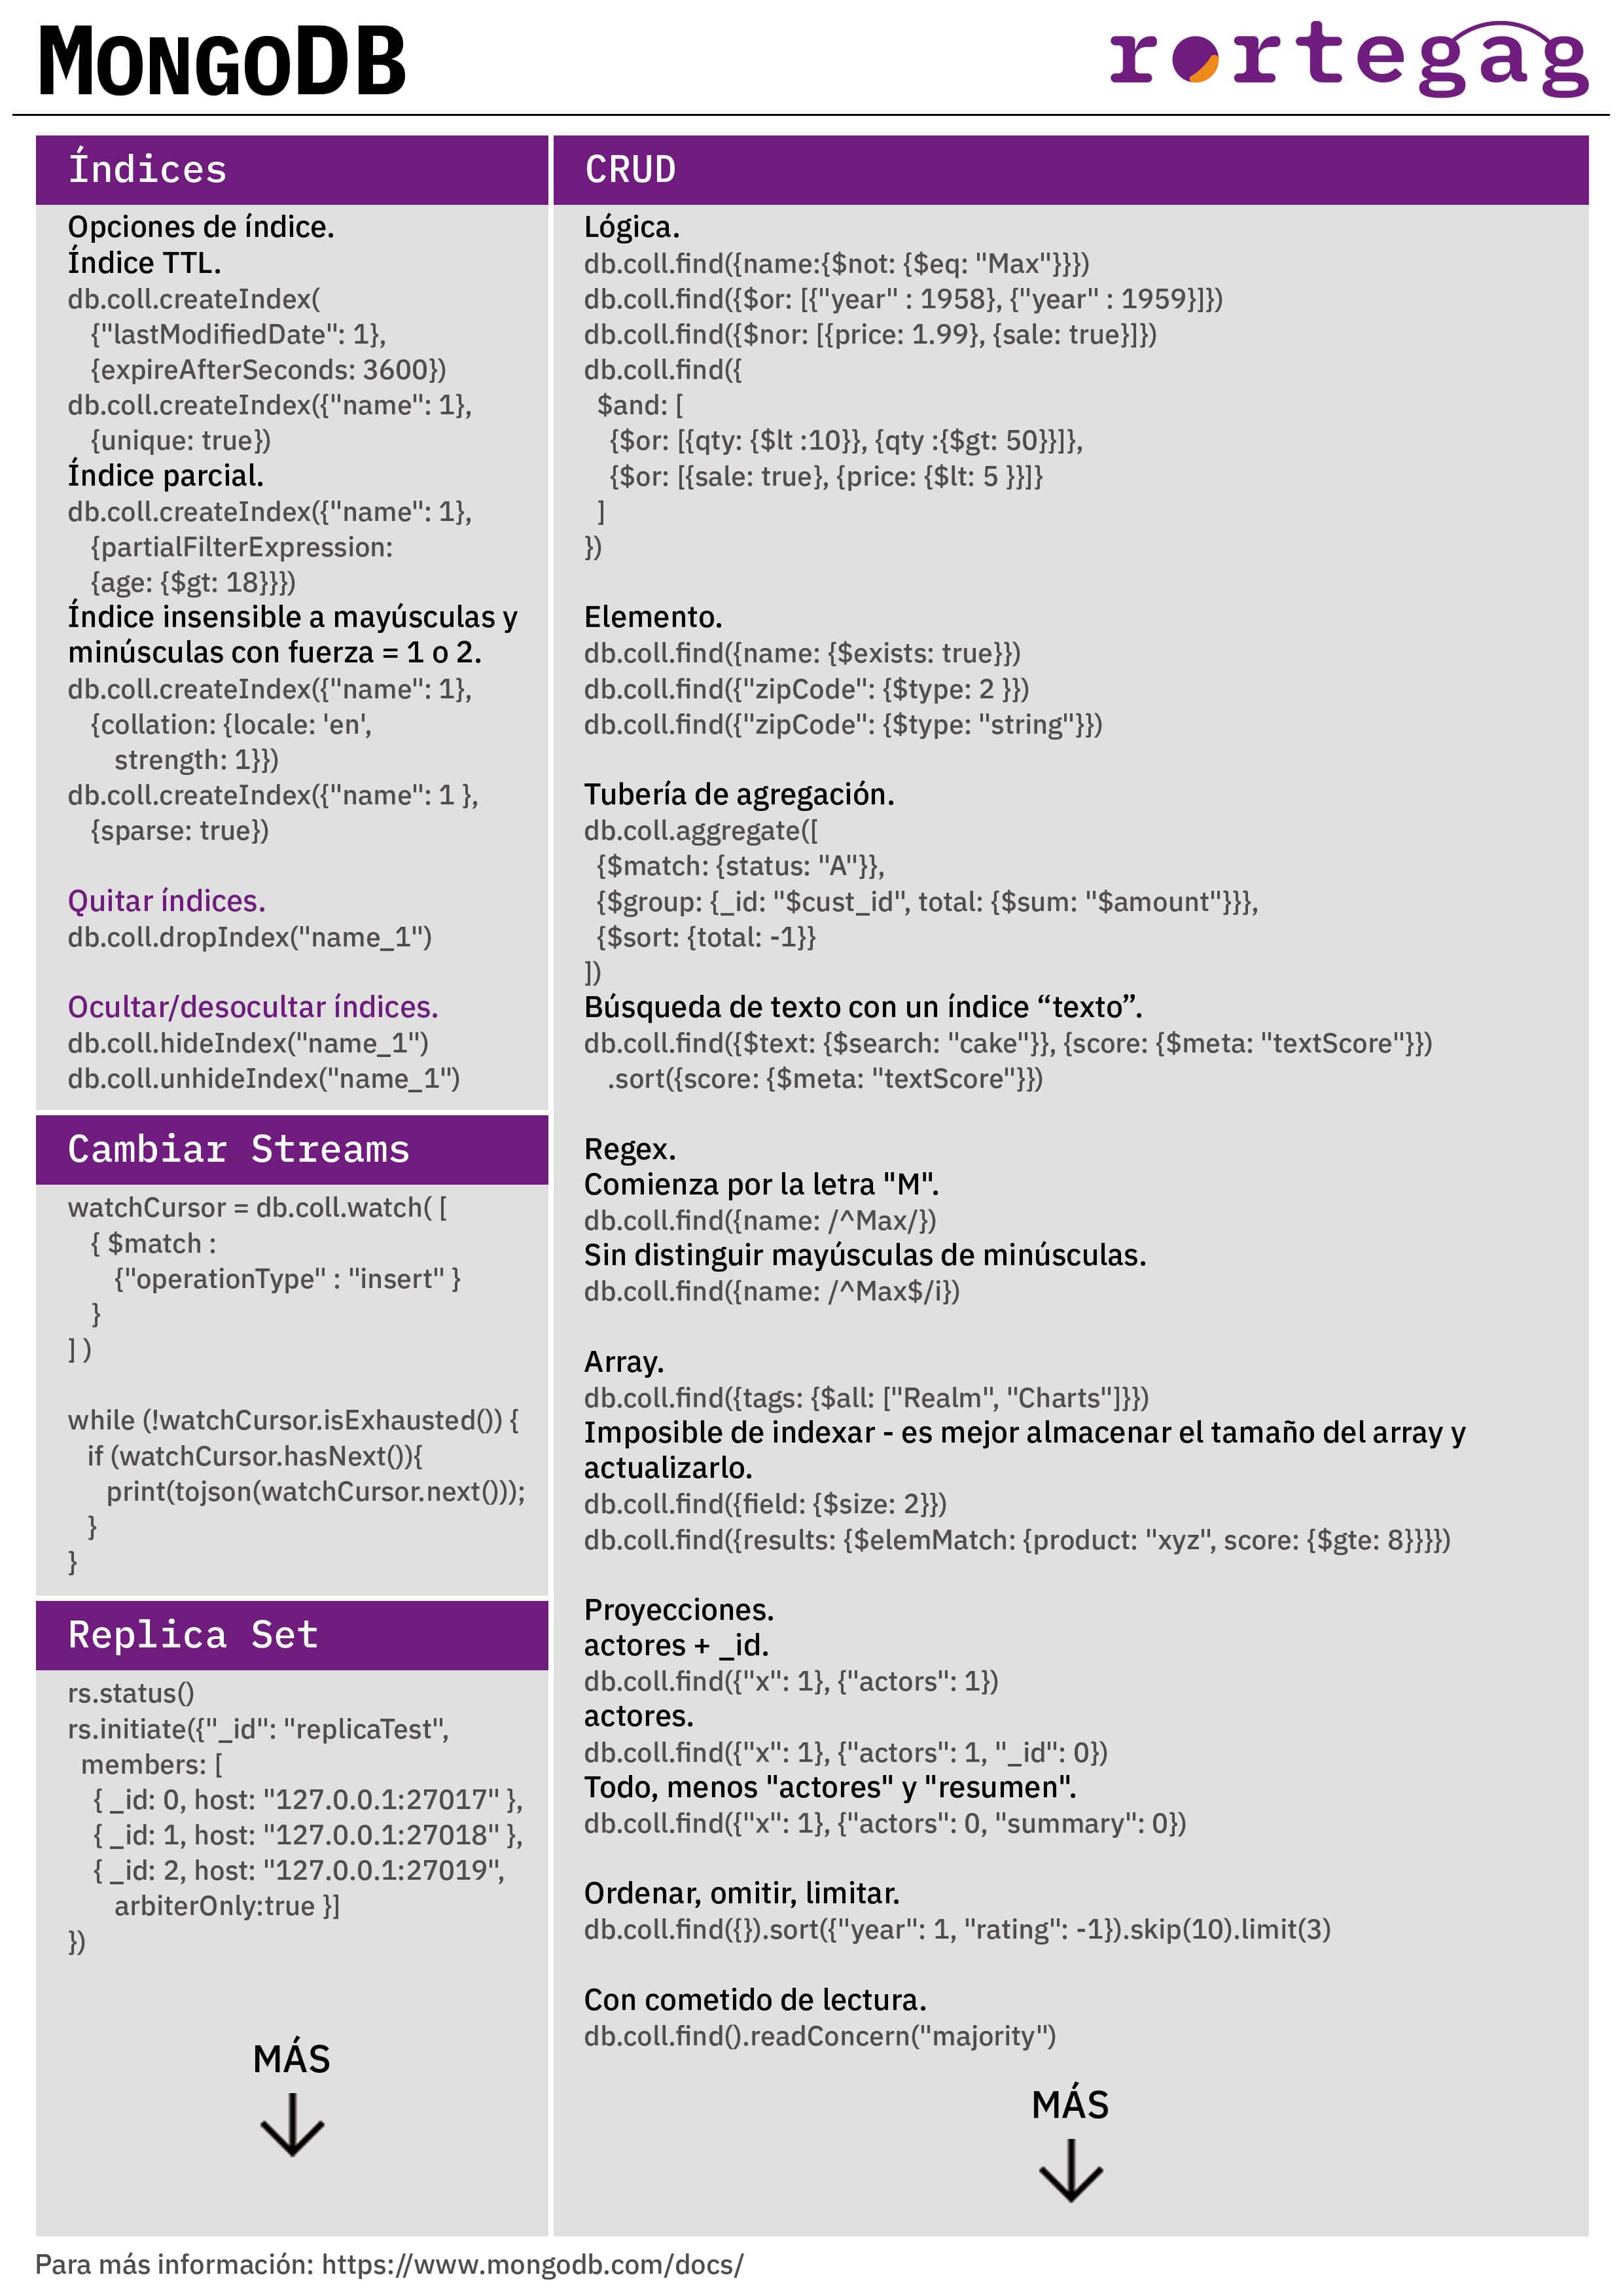 MONGODB
rortegag
Índices
Opciones de índice.
Índice TTL.
db.coll.createIndex(
{"lastModifiedDate": 1},
{expireAfterSeconds: 3600})
db.coll.createIndex({"name": 1},
{unique: true})
Índice parcial.
db.coll.createIndex({"name": 1},
{partialFilterExpression:
{age: {$gt: 18}}})
Índice insensible a mayúsculas y
minúsculas con fuerza = 1 o 2.
db.coll.createIndex({"name": 1},
{collation: {locale: 'en',
strength: 1}})
db.coll.createIndex({"name": 1 },
{sparse: true})
Quitar índices.
db.coll.dropIndex("name_1")
Ocultar/desocultar índices.
db.coll.hideIndex("name_1")
db.coll.unhideIndex("name_1")
Cambiar Streams
watchCursor = db.coll.watch( [
{ $match :
{"operationType" : "insert" }
}
] )
while (!watchCursor.isExhausted()) {
if (watchCursor.hasNext()){
print(tojson(watchCursor.next()));
}
}
Replica Set
rs.status()
rs.initiate({"_id": "replicaTest",
members: [
{ _id: 0, host: "127.0.0.1:27017" },
{ _id: 1, host: "127.0.0.1:27018" },
{ _id: 2, host: "127.0.0.1:27019",
arbiterOnly:true }]
})
MÁS
CRUD
Lógica.
db.coll.find({name:{$not: {$eq: "Max"}}})
db.coll.find({$or: [{"year" : 1958}, {"year" : 1959}]})
db.coll.find({$nor: [{price: 1.99}, {sale: true}]})
db.coll.find({
$and: [
{$or: [{qty: {$lt :10}}, {qty :{$gt: 50}}]},
{$or: [{sale: true}, {price: {$lt: 5 }}]}
]
})
Elemento.
db.coll.find({name: {$exists: true}})
db.coll.find({"zipCode": {$type: 2 }})
db.coll.find({"zipCode": {$type: "string"}})
Tubería de agregación.
db.coll.aggregate([
{$match: {status: "A"}},
{$group: {_id: "$cust_id", total: {$sum: "$amount"}}},
{$sort: {total: -1}}
])
Búsqueda de texto con un índice “texto”.
db.coll.find({$text: {$search: "cake"}}, {score: {$meta: "textScore"}})
.sort({score: {$meta: "textScore"}})
Regex.
Comienza por la letra "M".
db.coll.find({name: /^Max/})
Sin distinguir mayúsculas de minúsculas.
db.coll.find({name: /^Max$/i})
Array.
db.coll.find({tags: {$all: ["Realm", "Charts"]}})
Imposible de indexar - es mejor almacenar el tamaño del array y
actualizarlo.
db.coll.find({field: {$size: 2}})
db.coll.find({results: {$elemMatch: {product: "xyz", score: {$gte: 8}}}})
Proyecciones.
actores + _id.
db.coll.find({"x": 1}, {"actors": 1})
actores.
db.coll.find({"x": 1}, {"actors": 1, "_id": 0})
Todo, menos "actores" y "resumen".
db.coll.find({"x": 1}, {"actors": 0, "summary": 0})
Ordenar, omitir, limitar.
db.coll.find({}).sort({"year": 1, "rating": -1}).skip(10).limit(3)
Con cometido de lectura.
db.coll.find().readConcern("majority")
MÁS
Para más información: https://www.mongodb.com/docs/